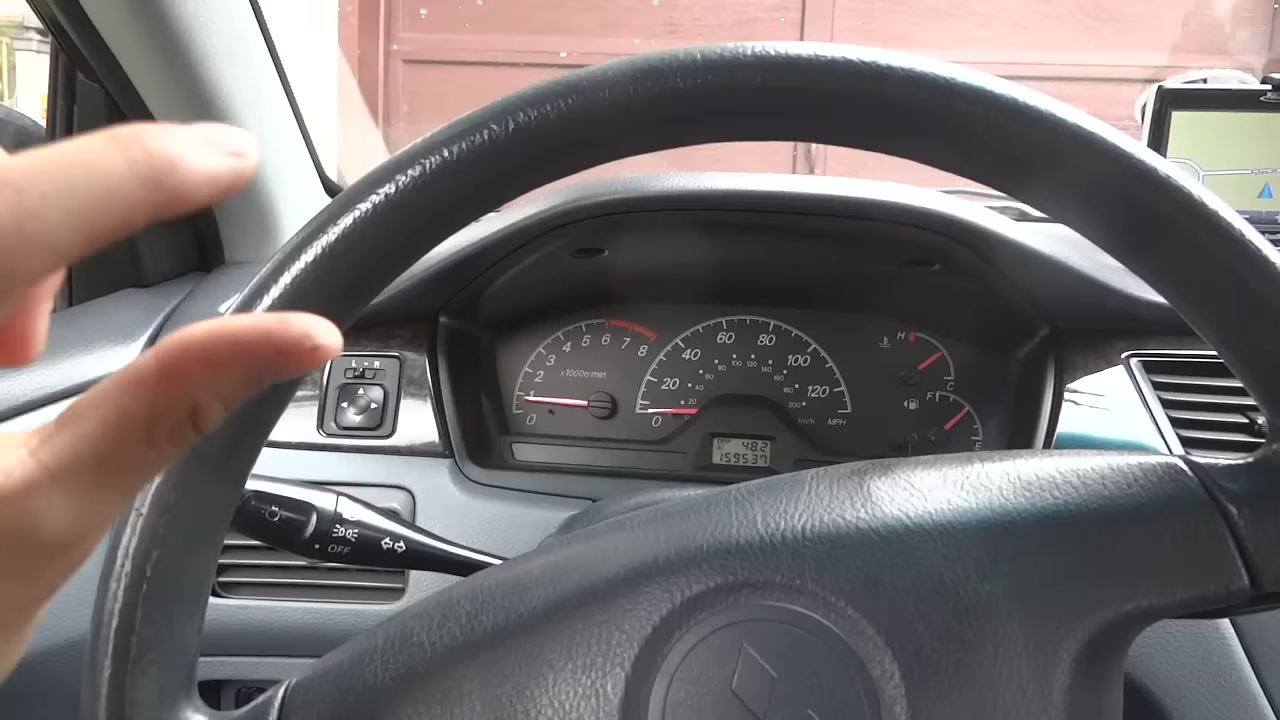 L R
0 1 2 3 4 5 6 7 8
x1000r/min
0 20 40 60 80 100 120
20 40 60 80 100 120 140 160 180 200
km/h MPH
H
C
F
E
TRIP A 48.2
159537
OFF